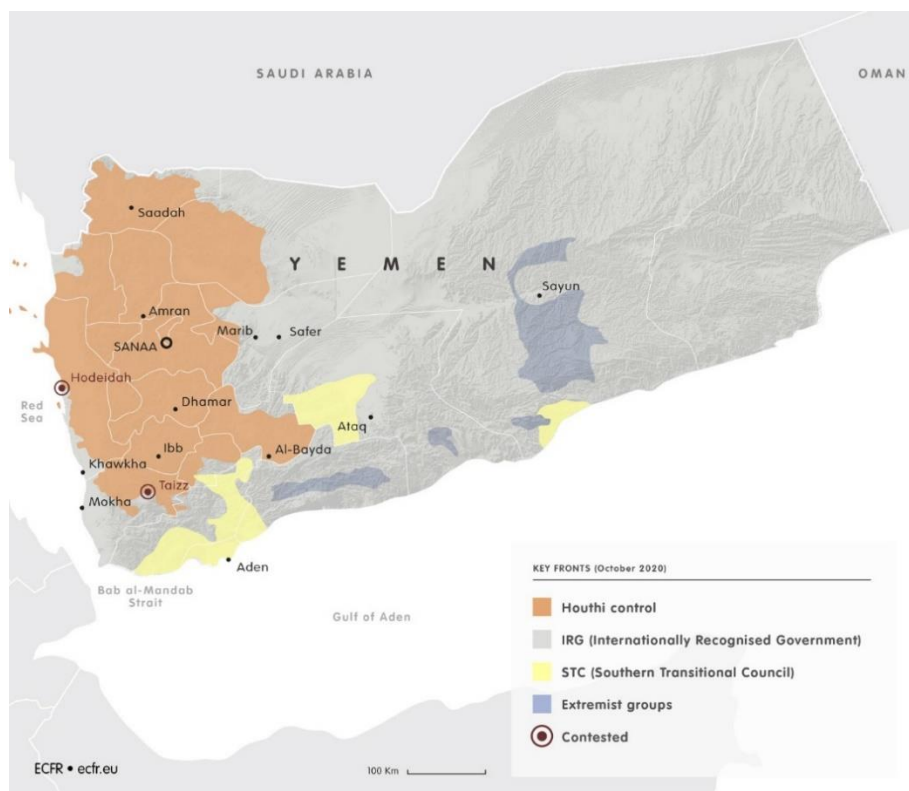 SAUDI ARABIA
OMAN
Saadah
YEMEN
Sayun
Amran
Marib
Safer
SANAA
Hodeidah
Red
Sea
Dhamar
Ataq
Ibb
Al-Bayda
Khawkha
Taizz
Mokha
Aden
Bab al-Mandab
Strait
Gulf of Aden
KEY FRONTS (October 2020)
Houthi control
IRG (Internationally Recognised Government)
STC (Southern Transitional Council)
Extremist groups
Contested
ECFR • ecfr.eu
100 Km